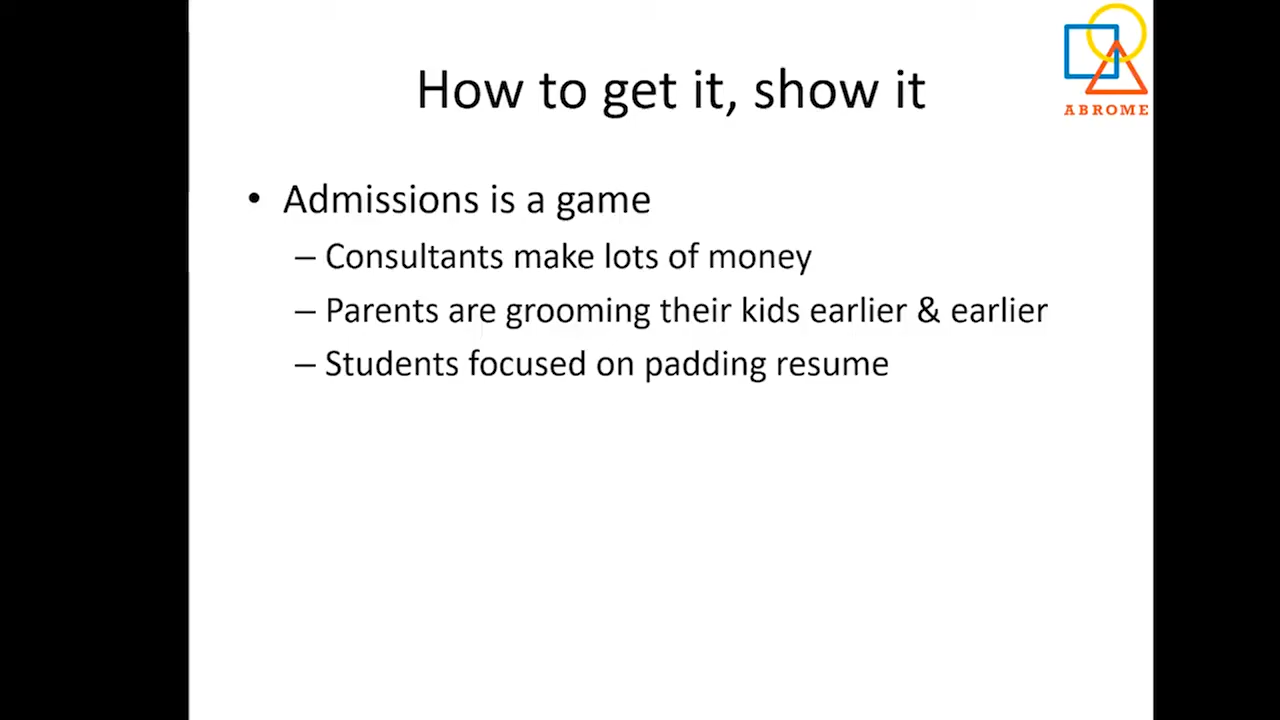 ABROME
How to get it, show it
• Admissions is a game
– Consultants make lots of money
– Parents are grooming their kids earlier & earlier
– Students focused on padding resume